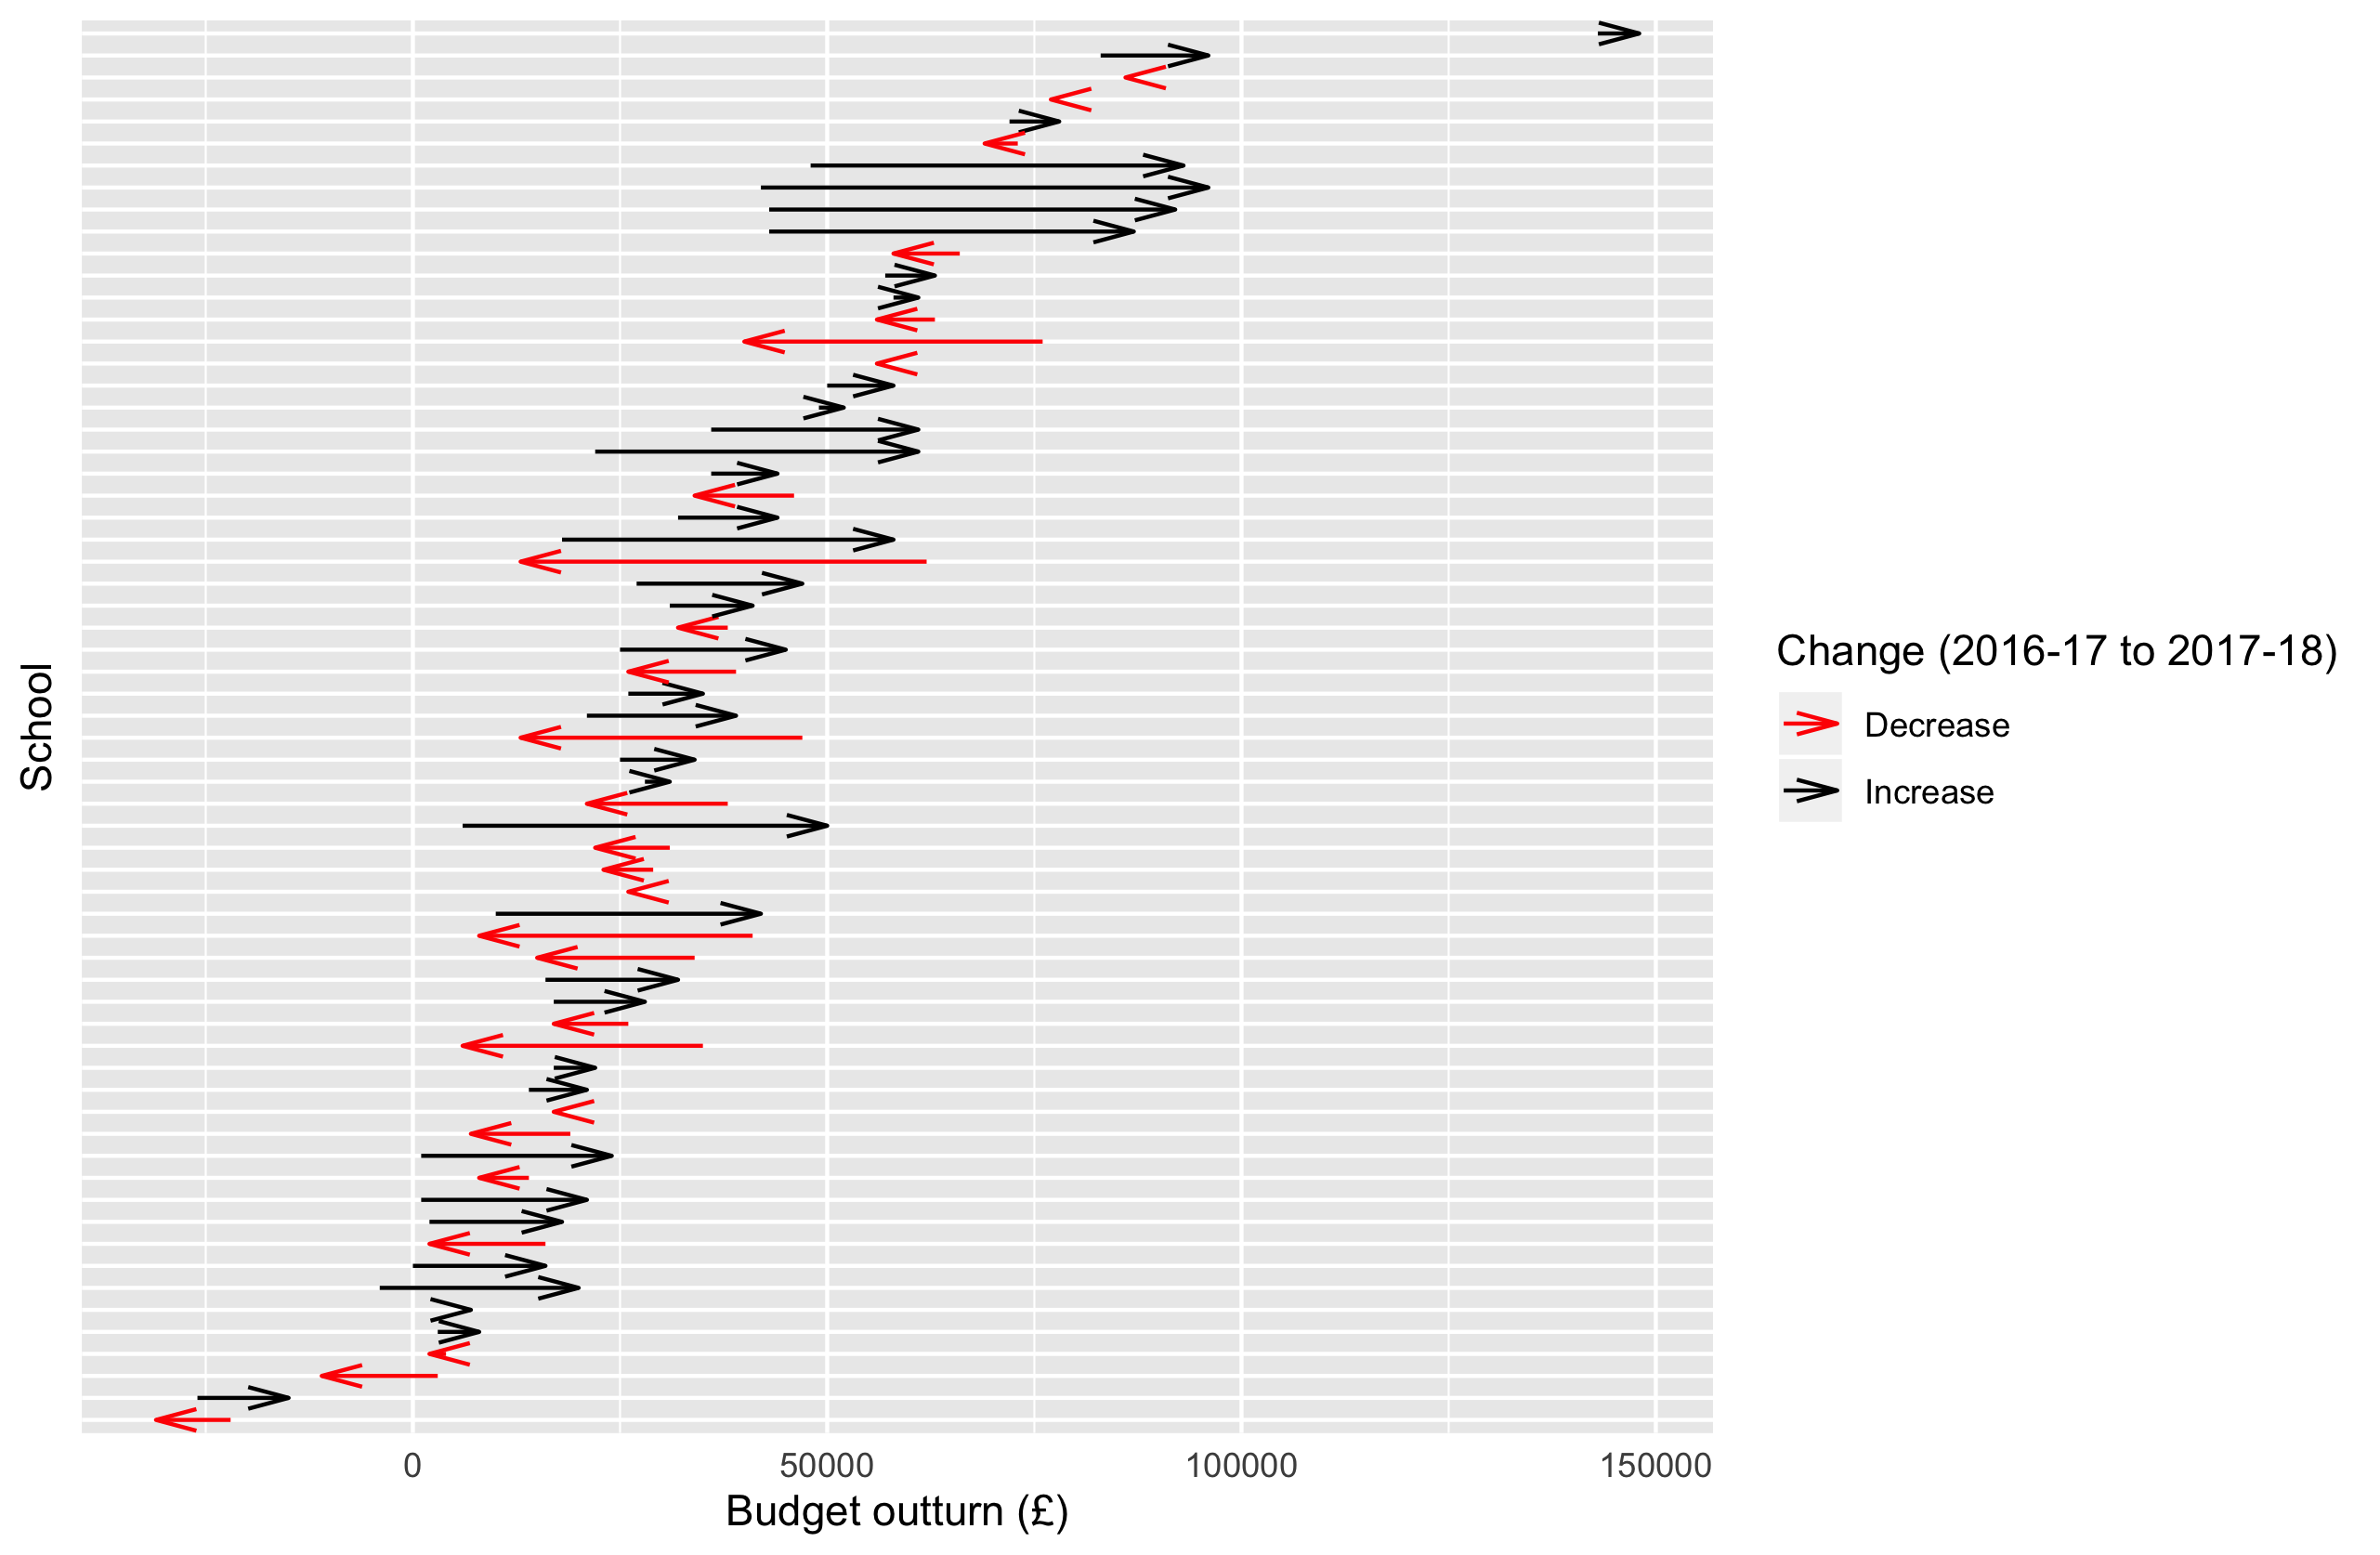 School
0
50000
100000
150000
Budget outturn (£)
Change (2016-17 to 2017-18)
Decrease
Increase